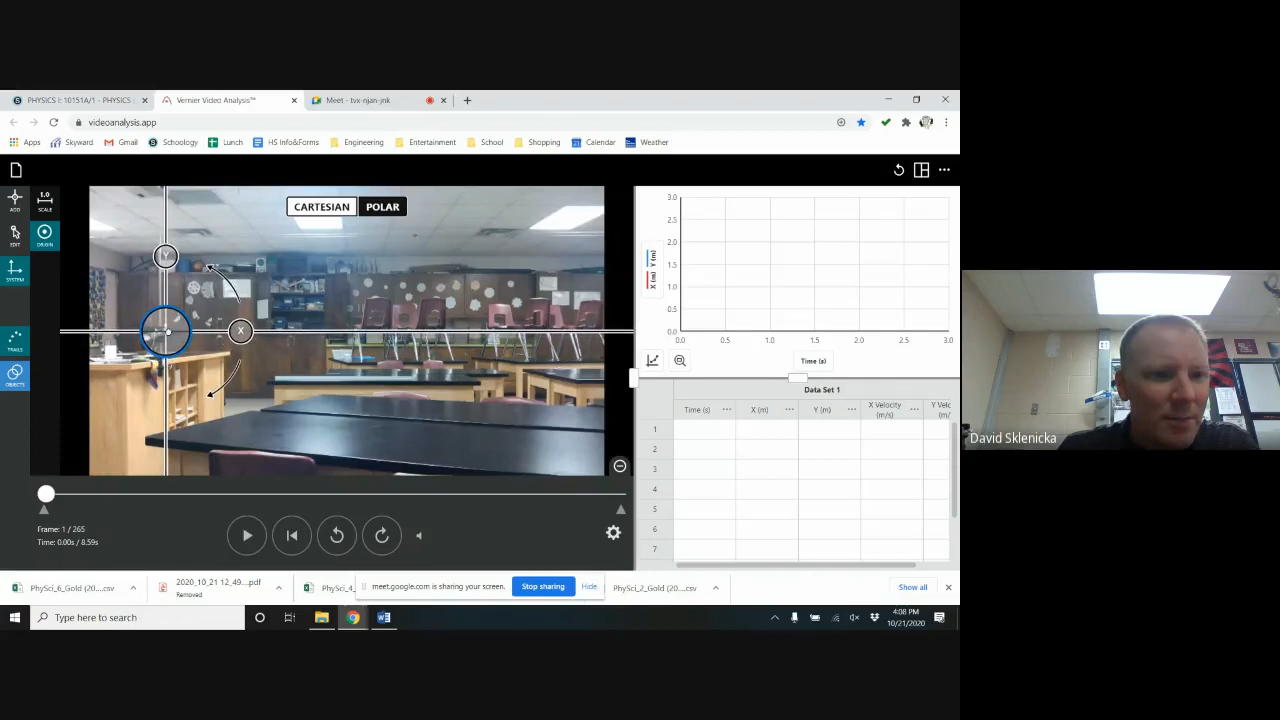 PHYSICS I: 10151A/1 - PHYSICS
Vernier Video Analysis™
Meet - tvx-njan-jnk
videoanalysis.app
Apps Skyward Gmail Schoology Lunch HS Info&Forms Engineering Entertainment School Shopping Calendar Weather
ADD
1.0
SCALE
EDIT
ORIGIN
SYSTEM
TRAILS
OBJECTS
CARTESIAN POLAR
Y
X
X (m) Y (m)
3.0
2.5
2.0
1.5
1.0
0.5
0.0
0.0 0.5 1.0 1.5 2.0 2.5 3.0
Time (s)
Data Set 1
Time (s) X (m) Y (m) X Velocity (m/s)
1
2
3
4
5
6
7
Frame: 1 / 265
Time: 0.00s / 8.59s
David Sklenicka
PhySci_6_Gold (20....csv
2020_10_21 12_49....pdf
Removed
PhySci_4_
meet.google.com is sharing your screen.
Stop sharing
Hide
PhySci_2_Gold (20....csv
Show all
Type here to search
4:08 PM
10/21/2020